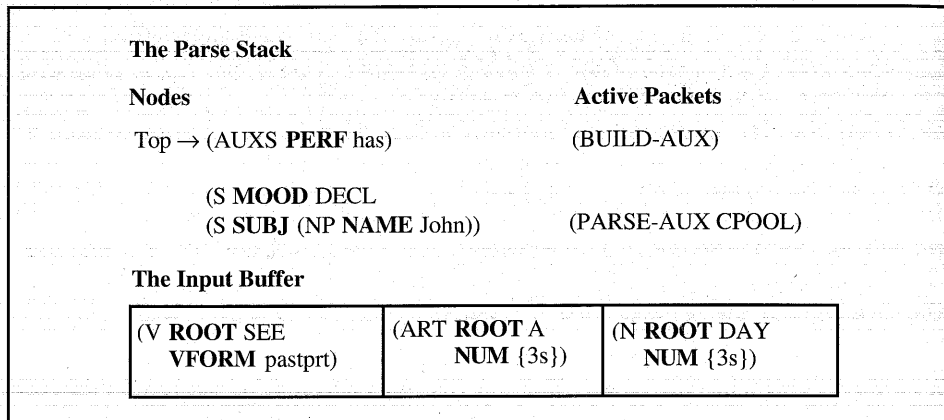 The Parse Stack
Nodes Active Packets
Top → (AUXS PERF has) (BUILD-AUX)
(S MOOD DECL
(S SUBJ (NP NAME John)) (PARSE-AUX CPOOL)
The Input Buffer
(V ROOT SEE (ART ROOT A (N ROOT DAY
VFORM pastprt) NUM {3s}) NUM {3s})